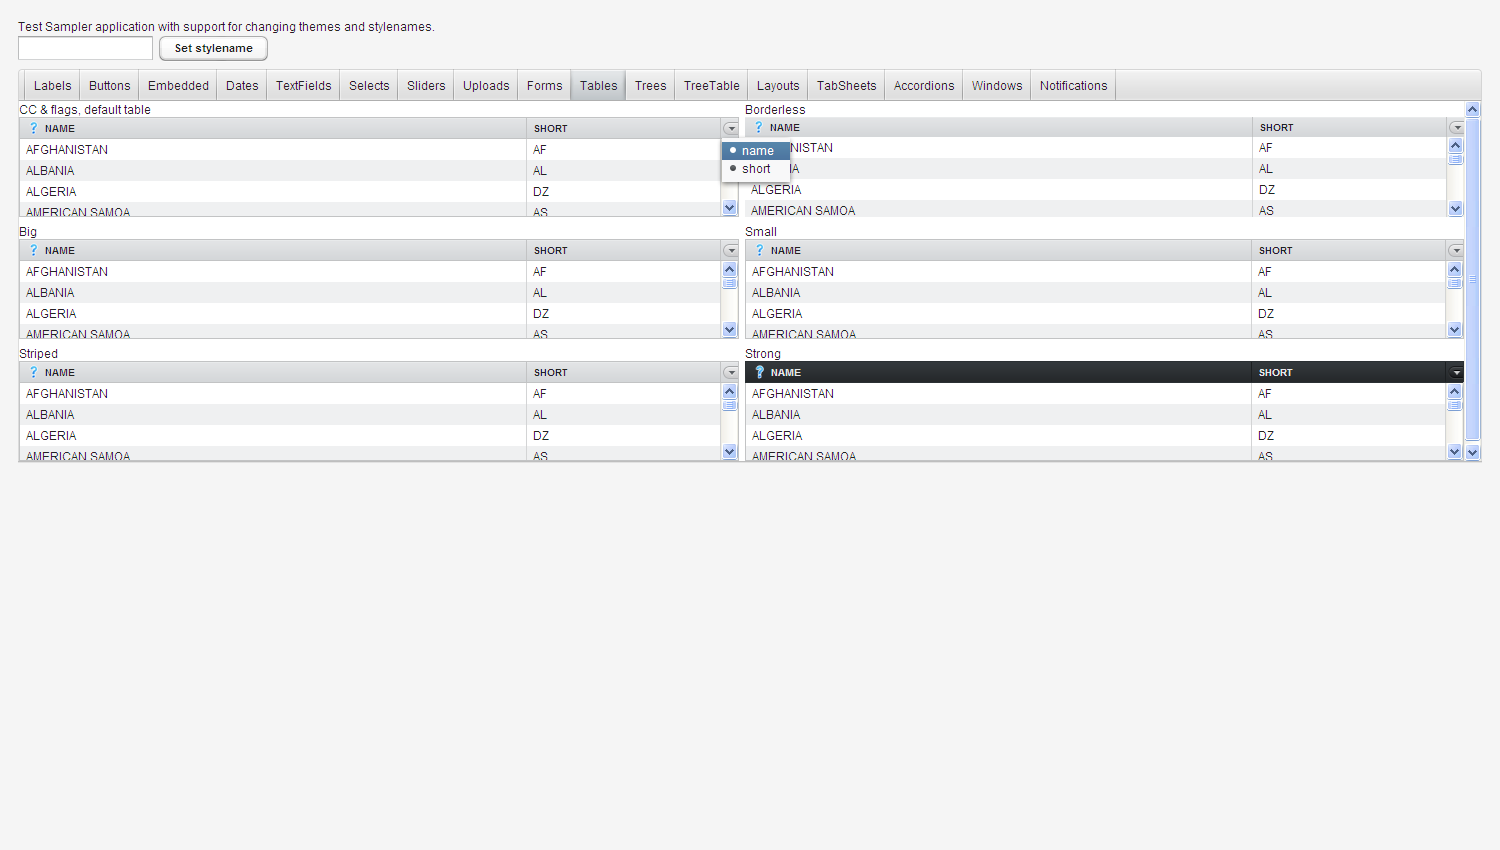 Test Sampler application with support for changing themes and stylenames.
Set stylename
Labels Buttons Embedded Dates TextFields Selects Sliders Uploads Forms Tables Trees TreeTable Layouts TabSheets Accordions Windows Notifications
CC & flags, default table
? NAME SHORT
AFGHANISTAN AF
ALBANIA AL
ALGERIA DZ
AMERICAN SAMOA AS
name
short
Borderless
? NAME SHORT
NISTAN AF
IA AL
ALGERIA DZ
AMERICAN SAMOA AS
Big
? NAME SHORT
AFGHANISTAN AF
ALBANIA AL
ALGERIA DZ
AMERICAN SAMOA AS
Small
? NAME SHORT
AFGHANISTAN AF
ALBANIA AL
ALGERIA DZ
AMERICAN SAMOA AS
Striped
? NAME SHORT
AFGHANISTAN AF
ALBANIA AL
ALGERIA DZ
AMERICAN SAMOA AS
Strong
? NAME SHORT
AFGHANISTAN AF
ALBANIA AL
ALGERIA DZ
AMERICAN SAMOA AS